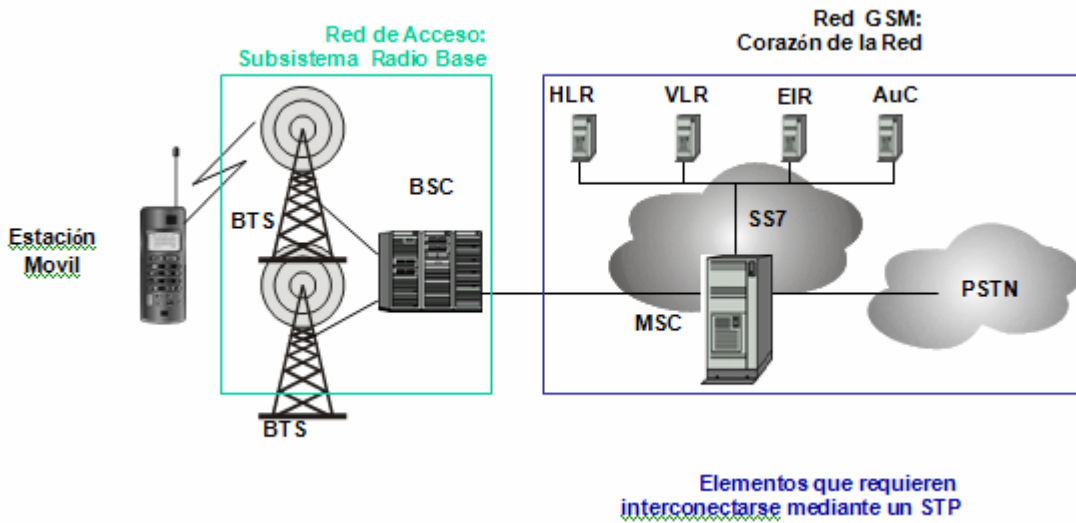 Red de Acceso:
Subsistema Radio Base
Red GSM:
Corazón de la Red
HLR
VLR
EIR
AuC
BSC
BTS
SS7
Estación
Movil
PSTN
MSC
BTS
Elementos que requieren
interconectarse mediante un STP